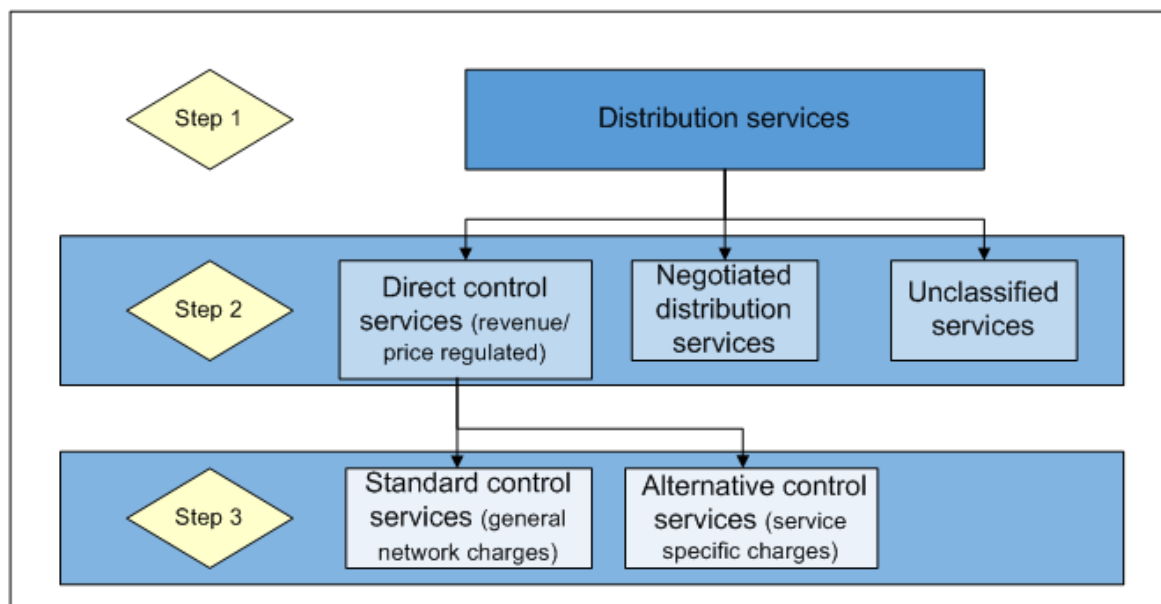 Step 1
Distribution services
Step 2
Direct control
services (revenue/
price regulated)
Negotiated
distribution
services
Unclassified
services
Step 3
Standard control
services (general
network charges)
Alternative control
services (service
specific charges)